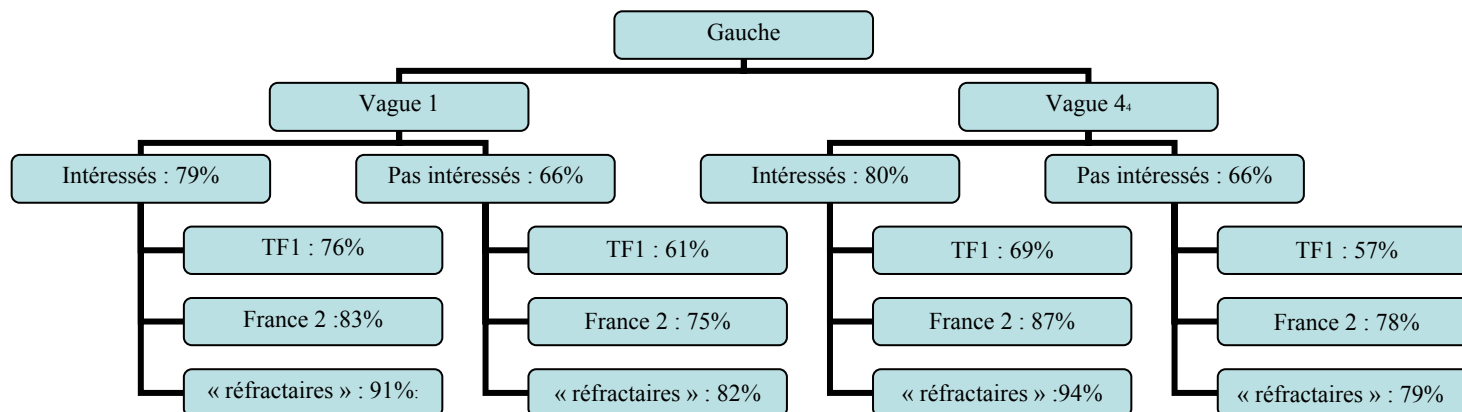 Gauche
Vague 1
Vague 4₄
Intéressés : 79%
Pas intéressés : 66%
Intéressés : 80%
Pas intéressés : 66%
TF1 : 76%
TF1 : 61%
TF1 : 69%
TF1 : 57%
France 2 :83%
France 2 : 75%
France 2 : 87%
France 2 : 78%
« réfractaires » : 91%:
« réfractaires » : 82%
« réfractaires » :94%
« réfractaires » : 79%